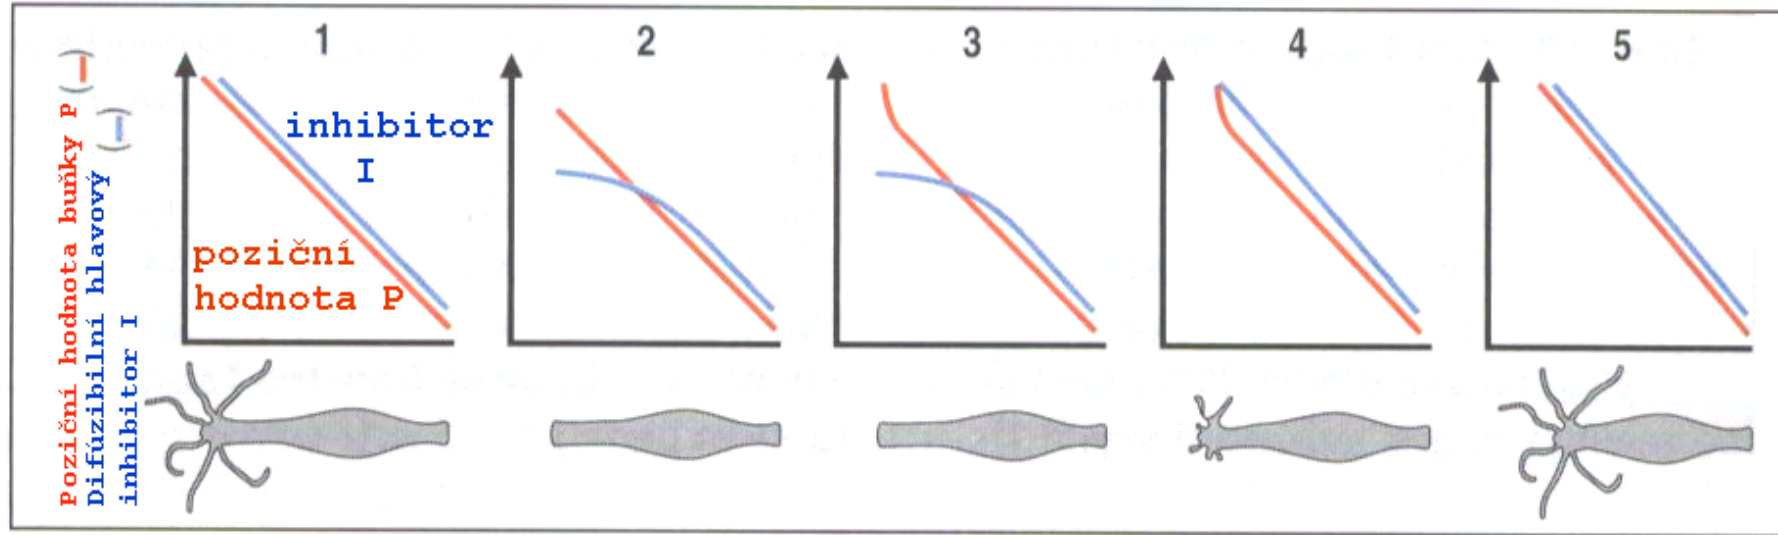 1
2
3
4
5
Poziční hodnota buňky P (—)
Difúzibilní hlavový (—)
inhibitor I
inhibitor
I
poziční
hodnota P